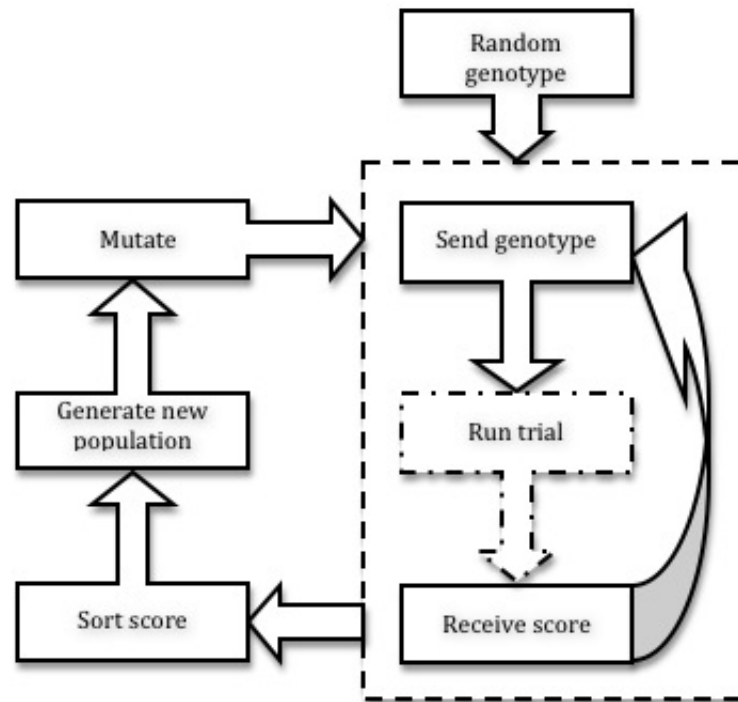 Random
genotype
Mutate
Send genotype
Generate new
population
Run trial
Sort score
Receive score